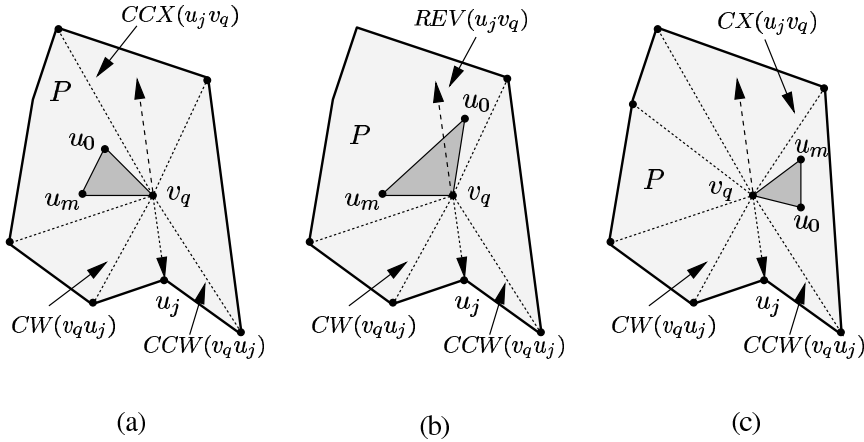 CCX(u_j v_q)
P
u_0
u_m
v_q
CW(v_q u_j)
u_j
CCW(v_q u_j)
(a)
REV(u_j v_q)
u_0
P
u_m
v_q
CW(v_q u_j)
u_j
CCW(v_q u_j)
(b)
CX(u_j v_q)
u_m
P
v_q
u_0
CW(v_q u_j)
u_j
CCW(v_q u_j)
(c)